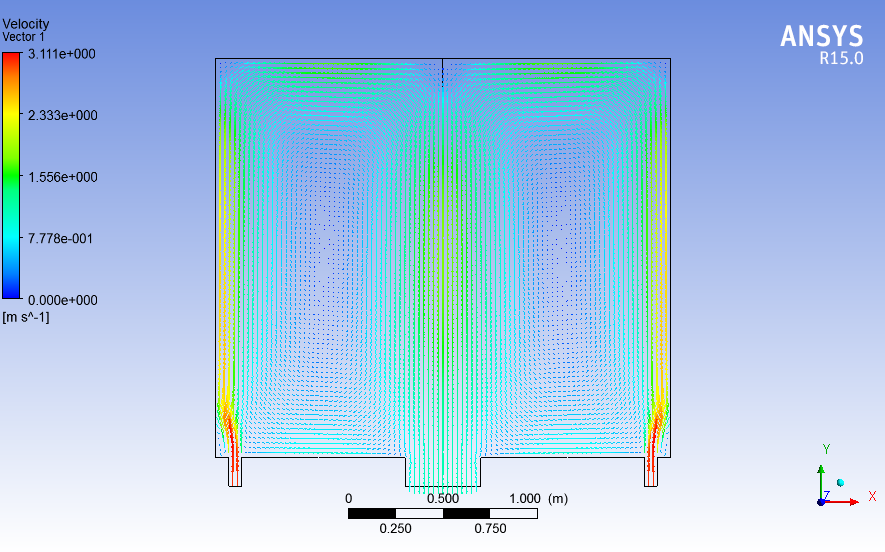 Velocity
Vector 1
3.111e+000
2.333e+000
1.556e+000
7.778e-001
0.000e+000
[m s^-1]
ANSYS
R15.0
0 0.500 1.000 (m)
0.250 0.750
Y
Z X